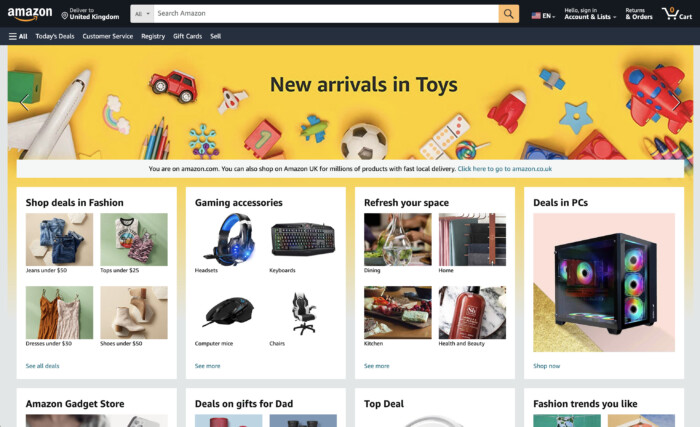 amazon
Deliver to
United Kingdom
All
Search Amazon
EN
Hello, sign in
Account & Lists
Returns
& Orders
0
Cart
All
Today's Deals
Customer Service
Registry
Gift Cards
Sell
New arrivals in Toys
You are on amazon.com. You can also shop on Amazon UK for millions of products with fast local delivery. Click here to go to amazon.co.uk
Shop deals in Fashion
Jeans under $50
Tops under $25
Dresses under $30
Shoes under $50
See all deals
Gaming accessories
Headsets
Keyboards
Computer mice
Chairs
See more
Refresh your space
Dining
Home
Kitchen
Health and Beauty
See more
Deals in PCs
Shop now
Amazon Gadget Store
Deals on gifts for Dad
Top Deal
Fashion trends you like